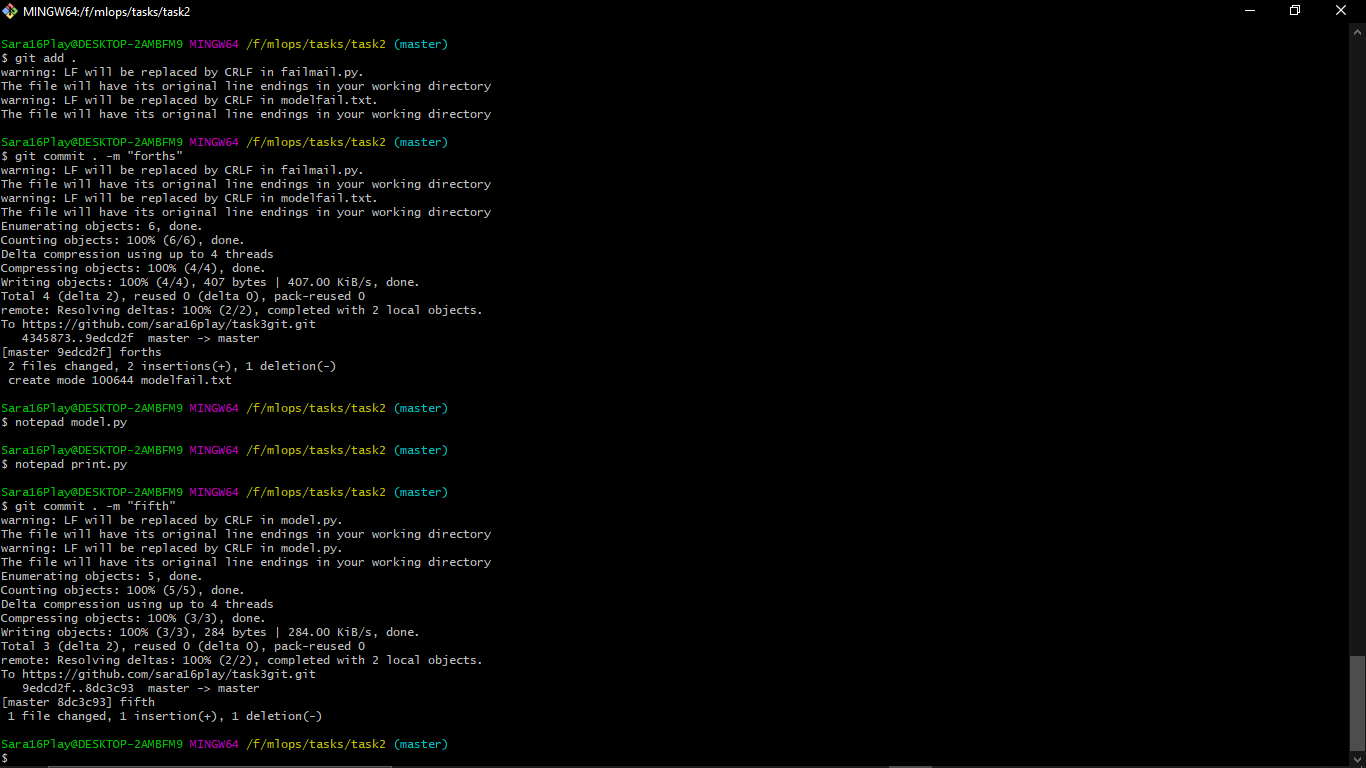 MINGW64:/f/mlops/tasks/task2
Sara16Play@DESKTOP-2AMBFM9 MINGW64 /f/mlops/tasks/task2 (master)
$ git add .
warning: LF will be replaced by CRLF in failmail.py.
The file will have its original line endings in your working directory
warning: LF will be replaced by CRLF in modelfail.txt.
The file will have its original line endings in your working directory
Sara16Play@DESKTOP-2AMBFM9 MINGW64 /f/mlops/tasks/task2 (master)
$ git commit . -m "forths"
warning: LF will be replaced by CRLF in failmail.py.
The file will have its original line endings in your working directory
warning: LF will be replaced by CRLF in modelfail.txt.
The file will have its original line endings in your working directory
Enumerating objects: 6, done.
Counting objects: 100% (6/6), done.
Delta compression using up to 4 threads
Compressing objects: 100% (4/4), done.
Writing objects: 100% (4/4), 407 bytes | 407.00 KiB/s, done.
Total 4 (delta 2), reused 0 (delta 0), pack-reused 0
remote: Resolving deltas: 100% (2/2), completed with 2 local objects.
To https://github.com/sara16play/task3git.git
   4345873..9edcd2f  master -> master
[master 9edcd2f] forths
 2 files changed, 2 insertions(+), 1 deletion(-)
 create mode 100644 modelfail.txt
Sara16Play@DESKTOP-2AMBFM9 MINGW64 /f/mlops/tasks/task2 (master)
$ notepad model.py
Sara16Play@DESKTOP-2AMBFM9 MINGW64 /f/mlops/tasks/task2 (master)
$ notepad print.py
Sara16Play@DESKTOP-2AMBFM9 MINGW64 /f/mlops/tasks/task2 (master)
$ git commit . -m "fifth"
warning: LF will be replaced by CRLF in model.py.
The file will have its original line endings in your working directory
warning: LF will be replaced by CRLF in model.py.
The file will have its original line endings in your working directory
Enumerating objects: 5, done.
Counting objects: 100% (5/5), done.
Delta compression using up to 4 threads
Compressing objects: 100% (3/3), done.
Writing objects: 100% (3/3), 284 bytes | 284.00 KiB/s, done.
Total 3 (delta 2), reused 0 (delta 0), pack-reused 0
remote: Resolving deltas: 100% (2/2), completed with 2 local objects.
To https://github.com/sara16play/task3git.git
   9edcd2f..8dc3c93  master -> master
[master 8dc3c93] fifth
 1 file changed, 1 insertion(+), 1 deletion(-)
Sara16Play@DESKTOP-2AMBFM9 MINGW64 /f/mlops/tasks/task2 (master)
$